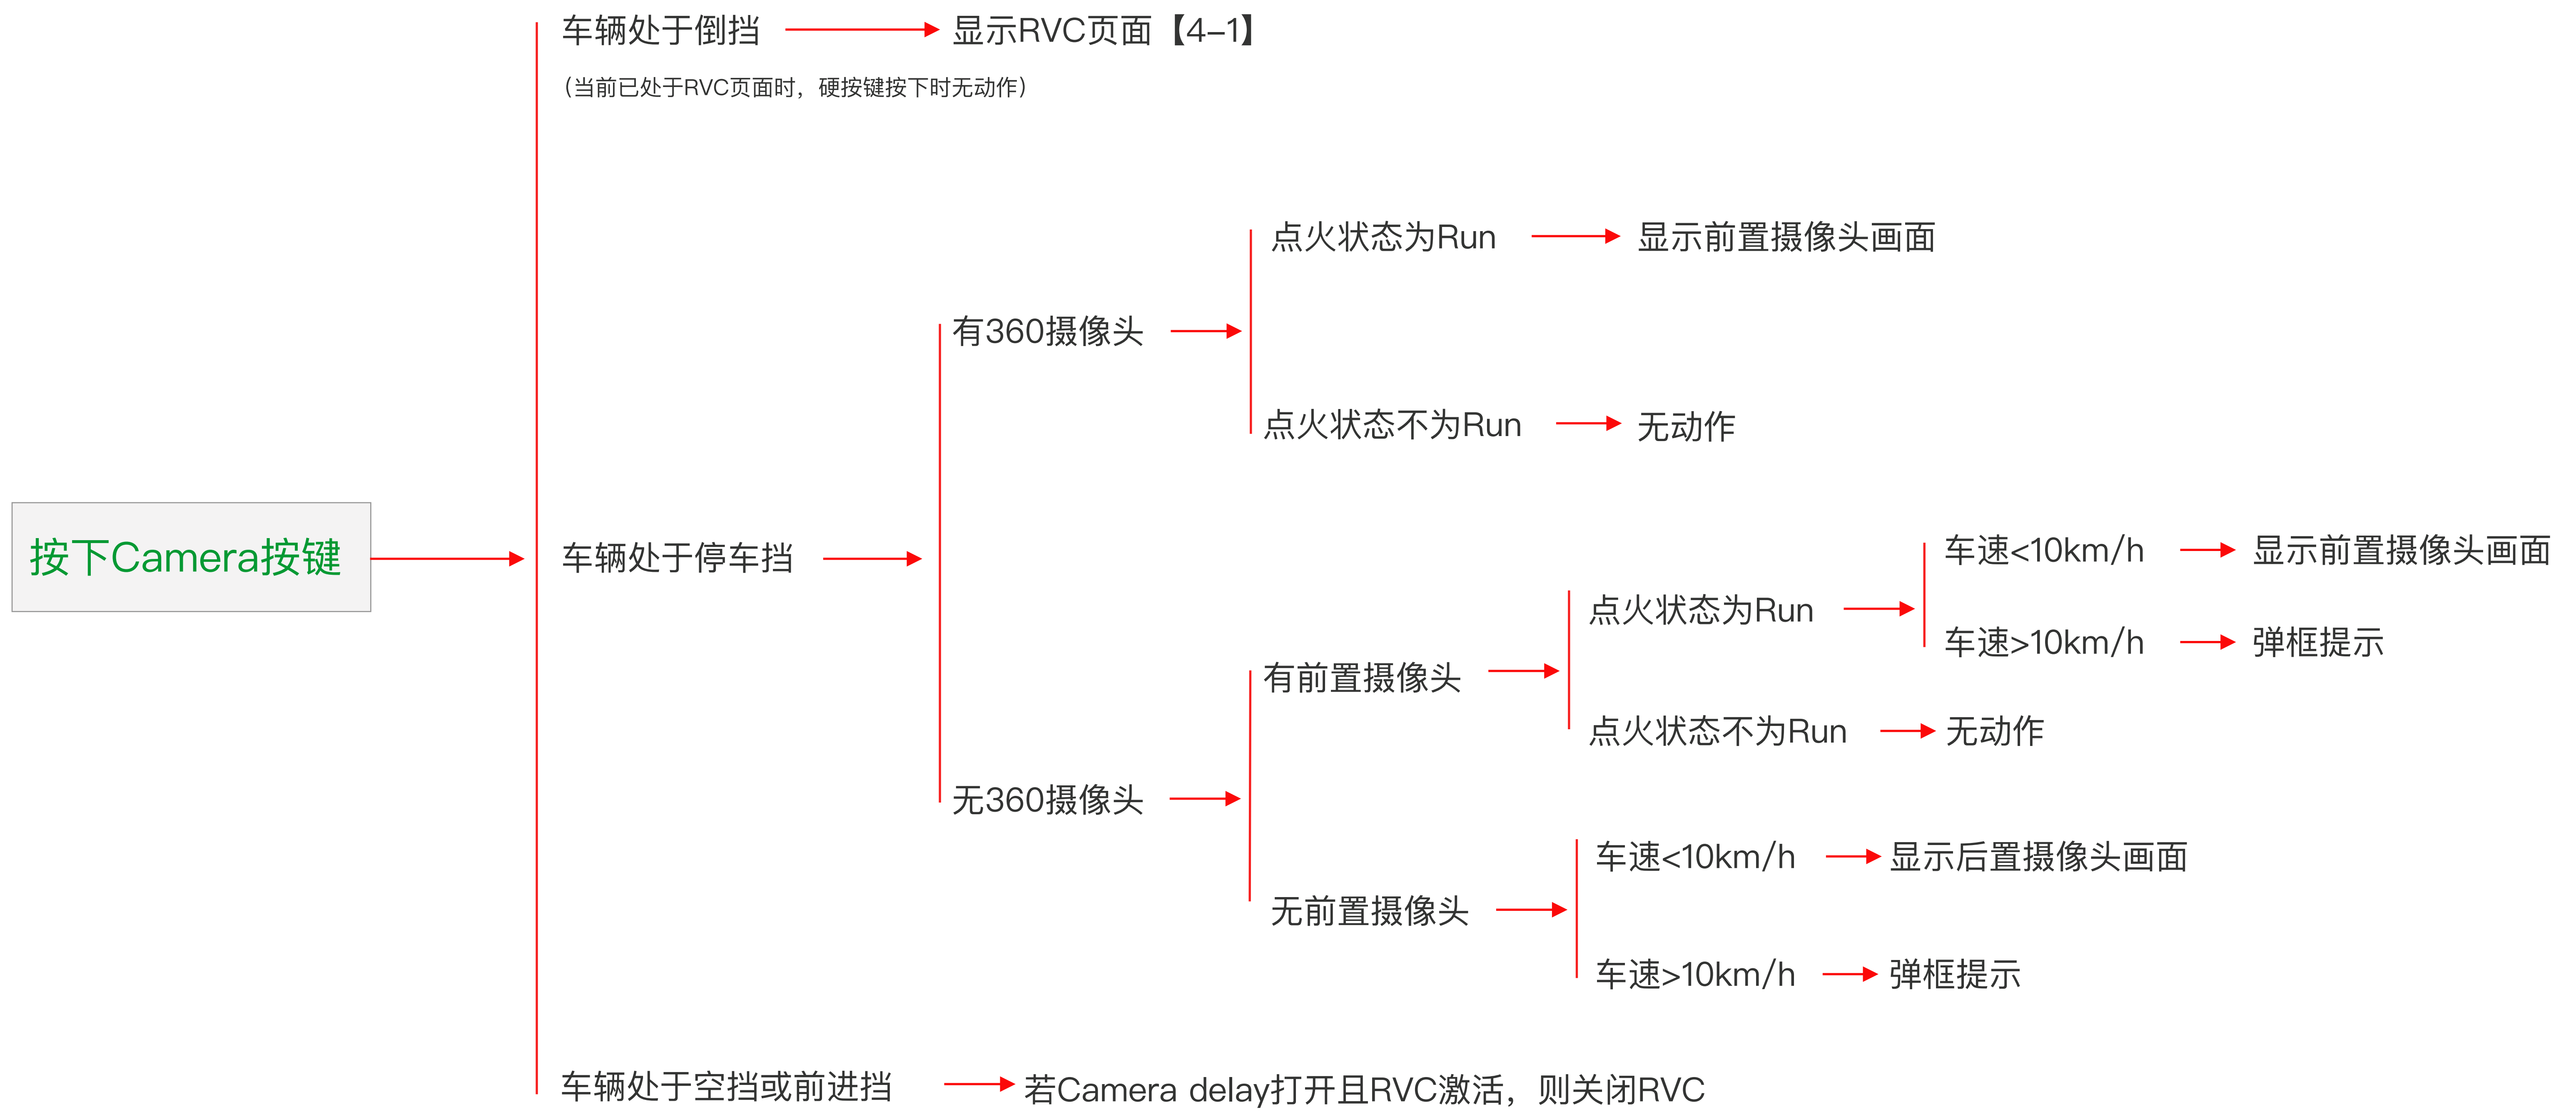 车辆处于倒挡
显示RVC页面【4-1】
（当前已处于RVC页面时，硬按键按下时无动作）
点火状态为Run
显示前置摄像头画面
有360摄像头
点火状态不为Run
无动作
按下Camera按键
车辆处于停车挡
车速<10km/h
显示前置摄像头画面
点火状态为Run
车速>10km/h
弹框提示
有前置摄像头
点火状态不为Run
无动作
无360摄像头
车速<10km/h
显示后置摄像头画面
无前置摄像头
车速>10km/h
弹框提示
车辆处于空挡或前进挡
若Camera delay打开且RVC激活，则关闭RVC